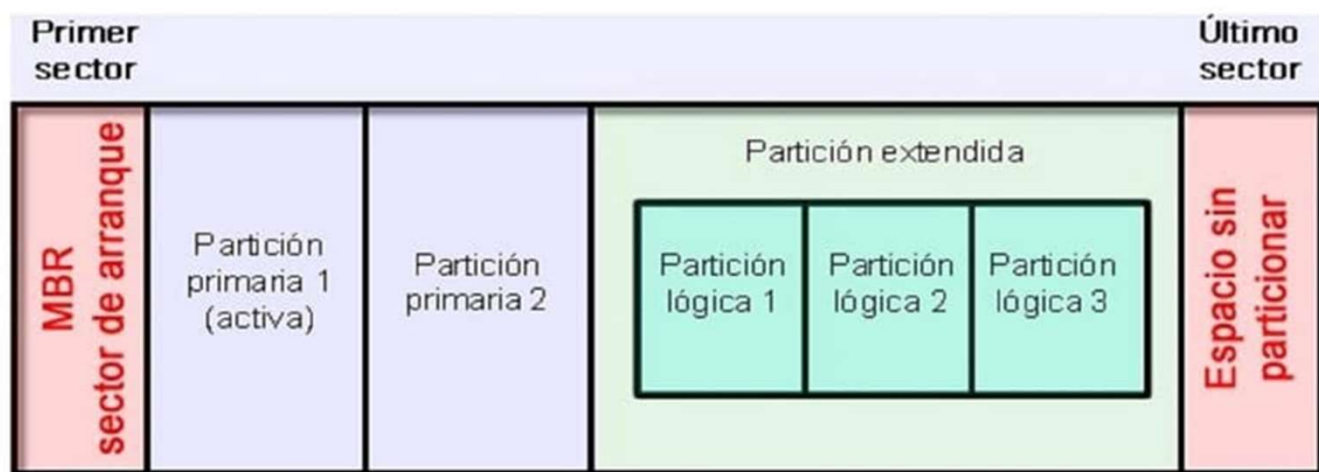 Primer
sector
Último
sector
MBR
sector de arranque
Partición
primaria 1
(activa)
Partición
primaria 2
Partición extendida
Partición
lógica 1
Partición
lógica 2
Partición
lógica 3
Espacio sin
particionar